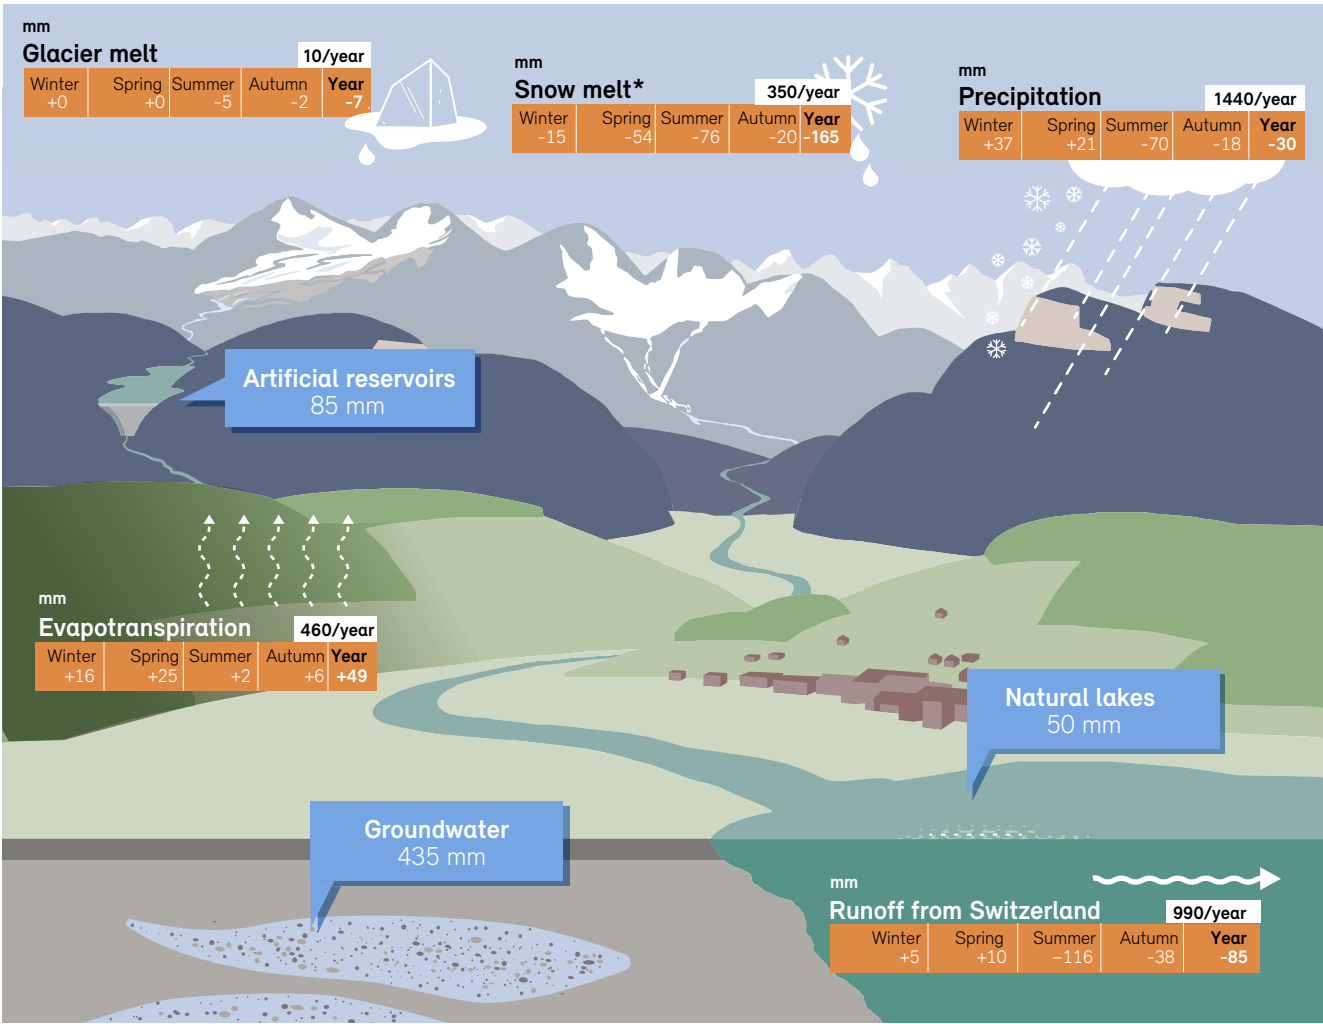 mm
Glacier melt 10/year
Winter Spring Summer Autumn Year
+0 +0 -5 -2 -7
mm
Snow melt* 350/year
Winter Spring Summer Autumn Year
-15 -54 -76 -20 -165
mm
Precipitation 1440/year
Winter Spring Summer Autumn Year
+37 +21 -70 -18 -30
Artificial reservoirs
85 mm
mm
Evapotranspiration 460/year
Winter Spring Summer Autumn Year
+16 +25 +2 +6 +49
Natural lakes
50 mm
Groundwater
435 mm
mm
Runoff from Switzerland 990/year
Winter Spring Summer Autumn Year
+5 +10 –116 -38 -85